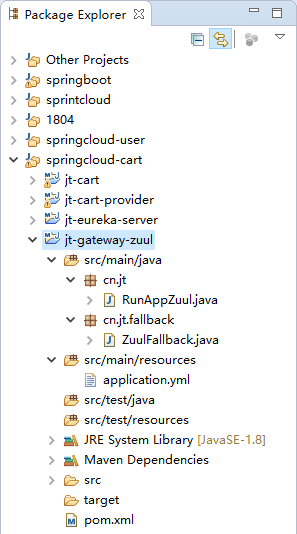 Package Explorer
Other Projects
springboot
sprintcloud
1804
springcloud-user
springcloud-cart
jt-cart
jt-cart-provider
jt-eureka-server
jt-gateway-zuul
src/main/java
cn.jt
RunAppZuul.java
cn.jt.fallback
ZuulFallback.java
src/main/resources
application.yml
src/test/java
src/test/resources
JRE System Library [JavaSE-1.8]
Maven Dependencies
src
target
pom.xml